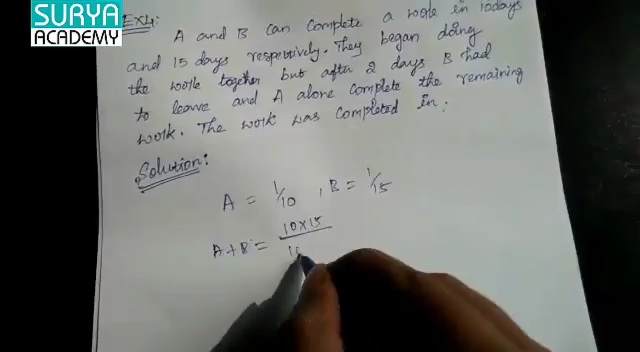 SURYA
ACADEMY
EX4:
A and B can complete a work in 10days
and 15 days respectively. They began doing
the work together but after 2 days B had
to leave and A alone complete the remaining
work. The work was completed in:
Solution:
A = 1/10 , B = 1/15
A+B = 10×15